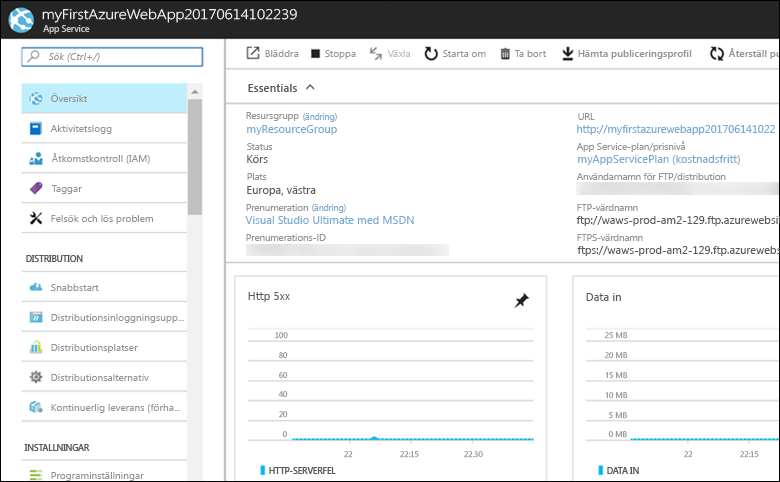 myFirstAzureWebApp20170614102239
App Service
Sök (Ctrl+/)
Översikt
Aktivitetslogg
Åtkomstkontroll (IAM)
Taggar
Felsök och lös problem
DISTRIBUTION
Snabbstart
Distributionsinloggningsupp...
Distributionsplatser
Distributionsalternativ
Kontinuerlig leverans (förha...
INSTALLNINGAR
Programinställningar
Bläddra
Stoppa
Växla
Starta om
Ta bort
Hämta publiceringsprofil
Återställ pu
Essentials
Resursgrupp (ändring)
myResourceGroup
Status
Körs
Plats
Europa, västra
Prenumeration (ändring)
Visual Studio Ultimate med MSDN
Prenumerations-ID
URL
http://myfirstazurewebapp201706141022
App Service-plan/prisnivå
myAppServicePlan (kostnadsfritt)
Användarnamn för FTP/distribution
FTP-värdnamn
ftp://waws-prod-am2-129.ftp.azurewebsi
FTPS-värdnamn
ftps://waws-prod-am2-129.ftp.azurewebs
Http 5xx
100
80
60
40
20
0
22
22:15
22.30
HTTP-SERVERFEL
Data in
25 MB
20 MB
15 MB
10 MB
5 MB
0 MB
22
22:15
DATA IN